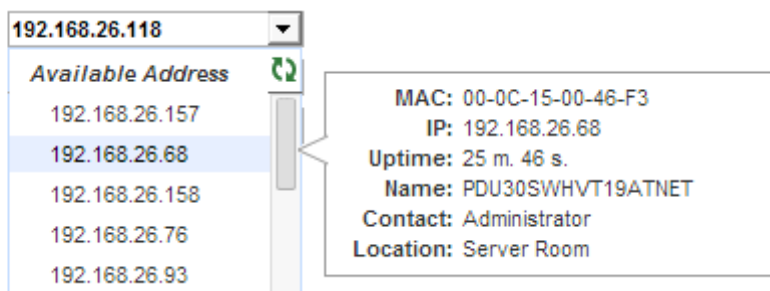 192.168.26.118
Available Address
192.168.26.157
192.168.26.68
192.168.26.158
192.168.26.76
192.168.26.93
MAC: 00-0C-15-00-46-F3
IP: 192.168.26.68
Uptime: 25 m. 46 s.
Name: PDU30SWHVT19ATNET
Contact: Administrator
Location: Server Room